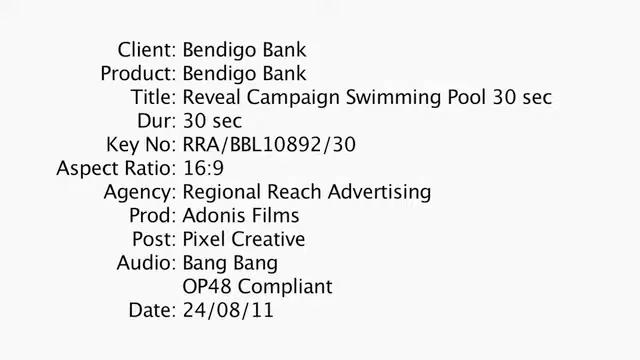 Client: Bendigo Bank
Product: Bendigo Bank
Title: Reveal Campaign Swimming Pool 30 sec
Dur: 30 sec
Key No: RRA/BBL10892/30
Aspect Ratio: 16:9
Agency: Regional Reach Advertising
Prod: Adonis Films
Post: Pixel Creative
Audio: Bang Bang
OP48 Compliant
Date: 24/08/11